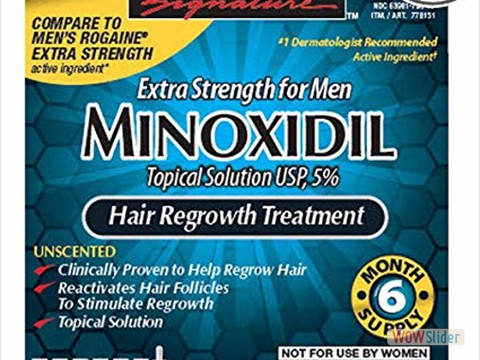 Signature
TM
COMPARE TO
MEN'S ROGAINE®
EXTRA STRENGTH
active ingredient*
ITM./ART. 778151
#1 Dermatologist Recommended
Active Ingredient†
Extra Strength for Men
MINOXIDIL
Topical Solution USP, 5%
Hair Regrowth Treatment
UNSCENTED
Clinically Proven to Help Regrow Hair
Reactivates Hair Follicles
To Stimulate Regrowth
Topical Solution
6
MONTH
SUPPLY
WOWSlider
NOT FOR USE BY WOMEN